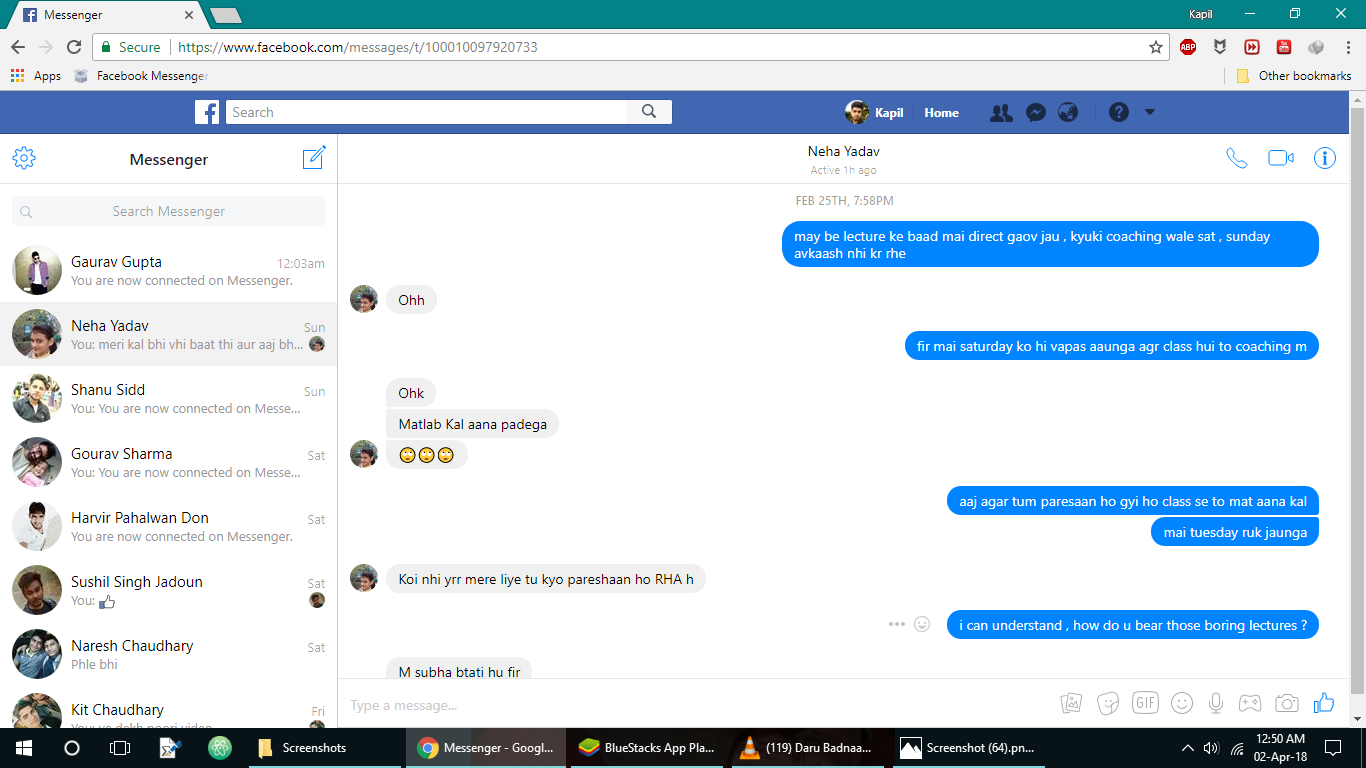 Messenger
Kapil
Secure https://www.facebook.com/messages/t/100010097920733
ABP
Apps Facebook Messenger
Other bookmarks
Search
Kapil Home
Messenger
Neha Yadav
Active 1h ago
Search Messenger
Gaurav Gupta 12:03am
You are now connected on Messenger.
Neha Yadav Sun
You: meri kal bhi vhi baat thi aur aaj bh...
Shanu Sidd Sun
You: You are now connected on Messe...
Gourav Sharma Sat
You: You are now connected on Messe...
Harvir Pahalwan Don Sat
You are now connected on Messenger.
Sushil Singh Jadoun Sat
You:
Naresh Chaudhary Sat
Phle bhi
Kit Chaudhary Fri
FEB 25TH, 7:58PM
may be lecture ke baad mai direct gaov jau , kyuki coaching wale sat , sunday
avkaash nhi kr rhe
Ohh
fir mai saturday ko hi vapas aaunga agr class hui to coaching m
Ohk
Matlab Kal aana padega
🙄🙄🙄
aaj agar tum paresaan ho gyi ho class se to mat aana kal
mai tuesday ruk jaunga
Koi nhi yrr mere liye tu kyo pareshaan ho RHA h
i can understand , how do u bear those boring lectures ?
M subha btati hu fir
Type a message...
GIF
Screenshots
Messenger - Googl...
BlueStacks App Pla...
(119) Daru Badnaa...
Screenshot (64).pn...
12:50 AM
02-Apr-18